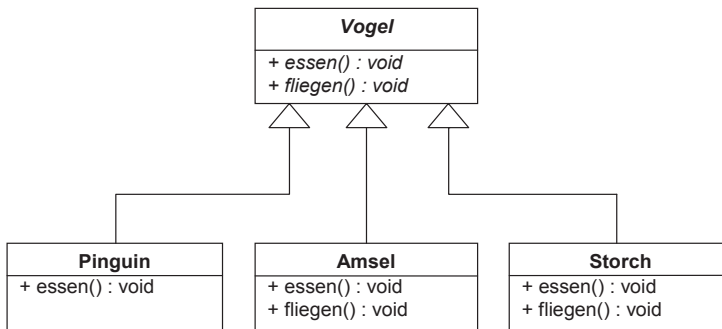 Vogel
+ essen() : void
+ fliegen() : void
Pinguin
+ essen() : void
Amsel
+ essen() : void
+ fliegen() : void
Storch
+ essen() : void
+ fliegen() : void